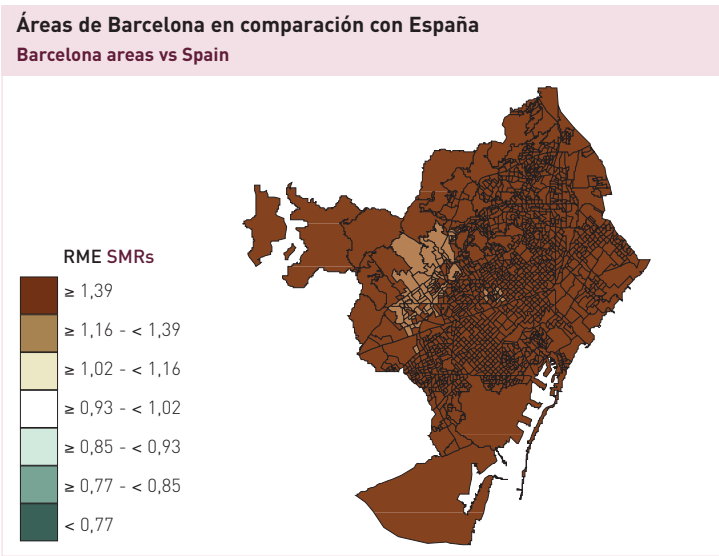 Áreas de Barcelona en comparación con España
Barcelona areas vs Spain
RME SMRs
≥ 1,39
≥ 1,16 - < 1,39
≥ 1,02 - < 1,16
≥ 0,93 - < 1,02
≥ 0,85 - < 0,93
≥ 0,77 - < 0,85
< 0,77